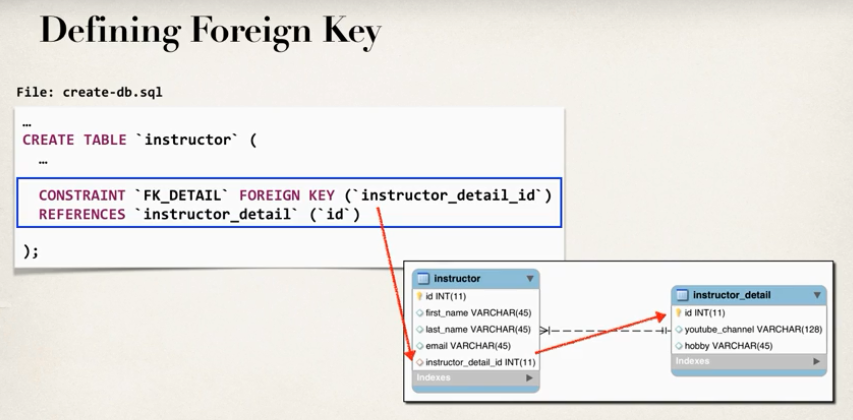 Defining Foreign Key
File: create-db.sql
…
CREATE TABLE `instructor` (
…
CONSTRAINT `FK_DETAIL` FOREIGN KEY (`instructor_detail_id`)
REFERENCES `instructor_detail` (`id`)
);
instructor
id INT(11)
first_name VARCHAR(45)
last_name VARCHAR(45)
email VARCHAR(45)
instructor_detail_id INT(11)
Indexes
instructor_detail
id INT(11)
youtube_channel VARCHAR(128)
hobby VARCHAR(45)
Indexes